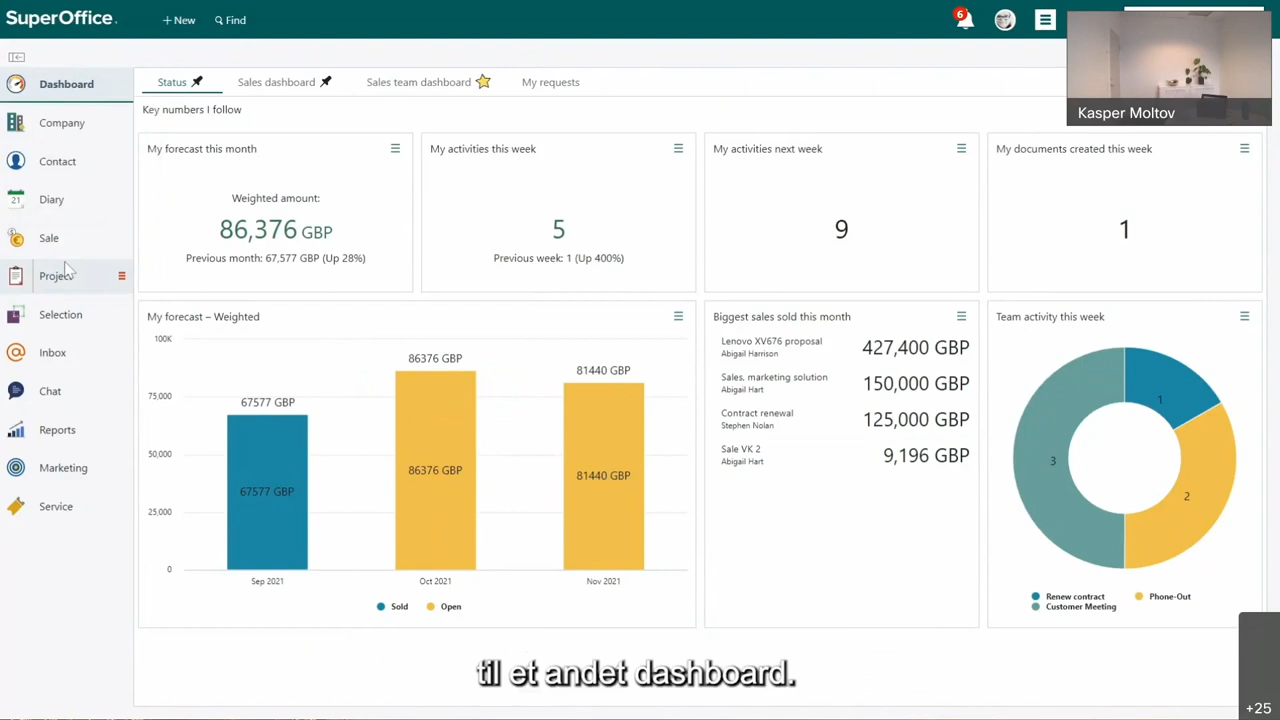 SuperOffice
+ New
Find
6
Kasper Moltov
Dashboard
Company
Contact
21
Diary
Sale
Project
Selection
Inbox
Chat
Reports
Marketing
Service
Status
Sales dashboard
Sales team dashboard
My requests
Key numbers I follow
My forecast this month
Weighted amount:
86,376 GBP
Previous month: 67,577 GBP (Up 28%)
My activities this week
5
Previous week: 1 (Up 400%)
My activities next week
9
My documents created this week
1
My forecast – Weighted
100K
75,000
50,000
25,000
0
67577 GBP
67577 GBP
86376 GBP
86376 GBP
81440 GBP
81440 GBP
Sep 2021
Oct 2021
Nov 2021
Sold
Open
Biggest sales sold this month
Lenovo XV676 proposal
Abigail Harrison
427,400 GBP
Sales, marketing solution
Abigail Hart
150,000 GBP
Contract renewal
Stephen Nolan
125,000 GBP
Sale VK 2
Abigail Hart
9,196 GBP
Team activity this week
1
3
2
Renew contract
Phone-Out
Customer Meeting
til et andet dashboard.
+25